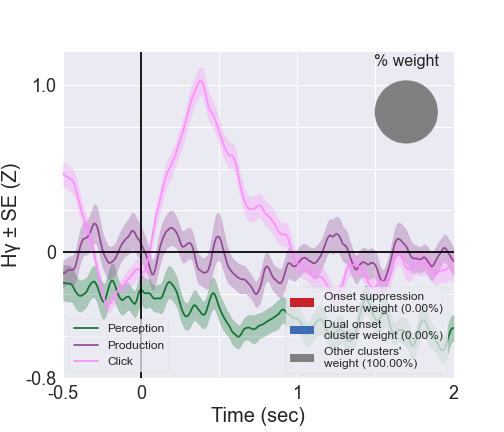 % weight
1.0
0
-0.8
Hγ ± SE (Z)
Onset suppression
cluster weight (0.00%)
Dual onset
cluster weight (0.00%)
Other clusters'
weight (100.00%)
Perception
Production
Click
-0.5
0
1
2
Time (sec)